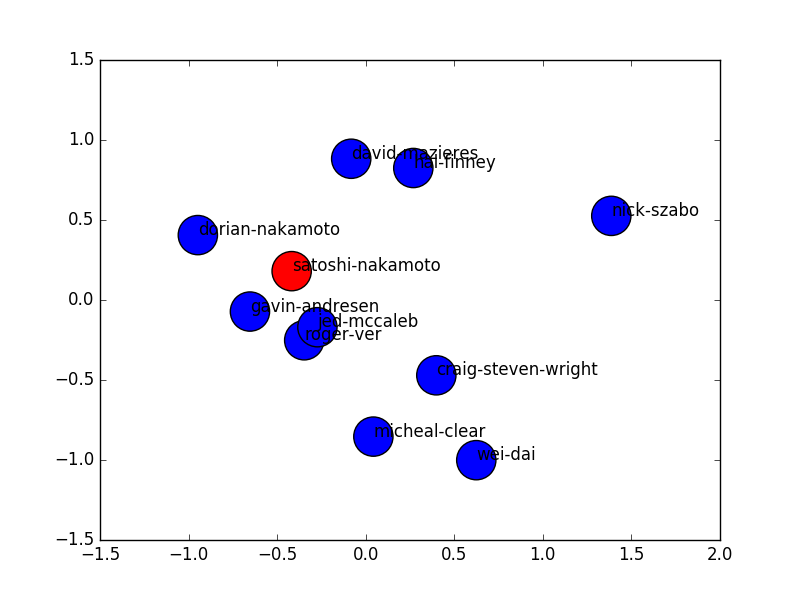 1.5
1.0
0.5
0.0
−0.5
−1.0
−1.5
david-mazieres
hal-finney
nick-szabo
dorian-nakamoto
satoshi-nakamoto
gavin-andresen
jed-mccaleb
roger-ver
craig-steven-wright
micheal-clear
wei-dai
−1.5 −1.0 −0.5 0.0 0.5 1.0 1.5 2.0